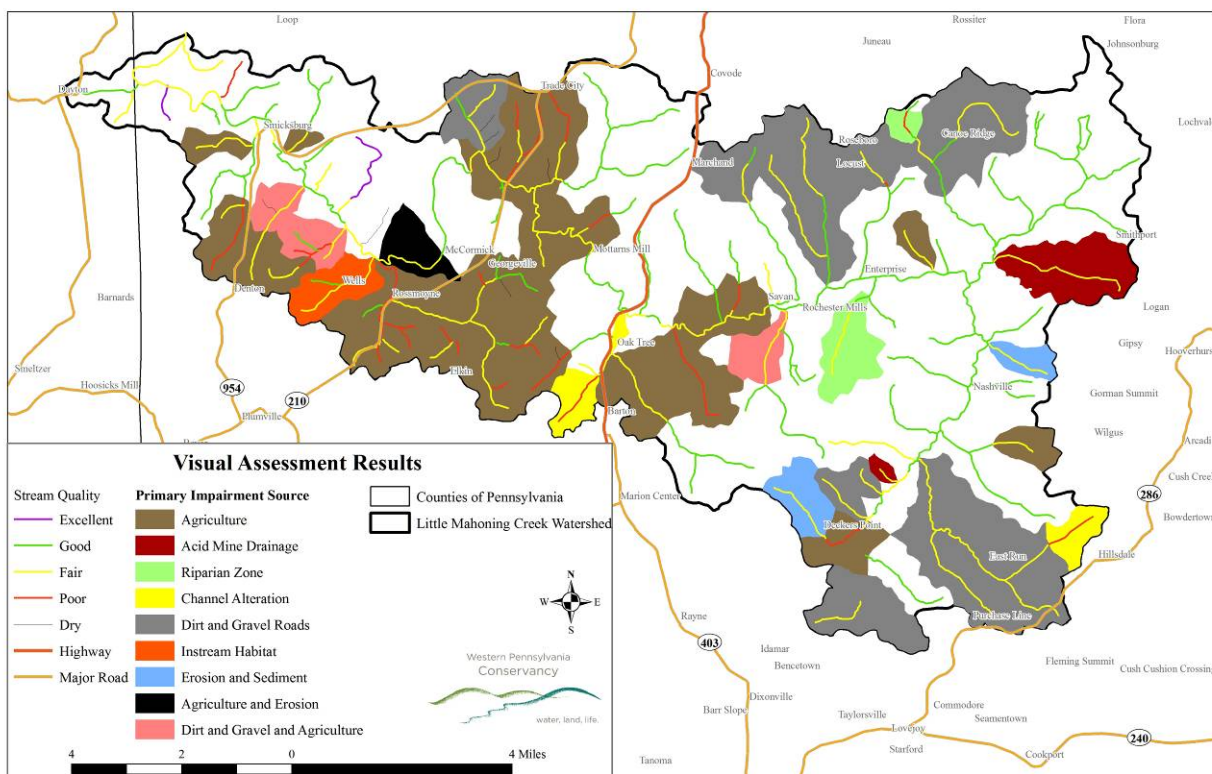 Loop
Rossiter
Flora
Juneau
Johnsonburg
Covode
Dayton
Trade City
Smicksburg
Lochval
Rossboro
Canoe Ridge
Marchand
Locust
Smithport
McCormick
Mottarns Mill
Georgeville
Enterprise
Wells
Denton
Rossmoyne
Savan
Rochester Mills
Barnards
Logan
Oak Tree
Gipsy
Hooverhurs
Smeltzer
Hoosicks Mill
954
210
Elkin
Nashville
Gorman Summit
Plumville
Barton
Wilgus
Arcadi
Cush Creek
286
Bowdertown
Marion Center
Deckers Point
East Run
Hillsdale
Purchase Line
Rayne
403
Idamar
Bencetown
Fleming Summit
Cush Cushion Crossing
Dixonville
Barr Slope
Taylorsville
Commodore
Seamentown
Lovejoy
Starford
240
Cookport
Tanoma
Visual Assessment Results
Stream Quality
Excellent
Good
Fair
Poor
Dry
Highway
Major Road
Primary Impairment Source
Agriculture
Acid Mine Drainage
Riparian Zone
Channel Alteration
Dirt and Gravel Roads
Instream Habitat
Erosion and Sediment
Agriculture and Erosion
Dirt and Gravel and Agriculture
Counties of Pennsylvania
Little Mahoning Creek Watershed
N
W E
S
Western Pennsylvania
Conservancy
water, land, life.
4 2 0 4 Miles